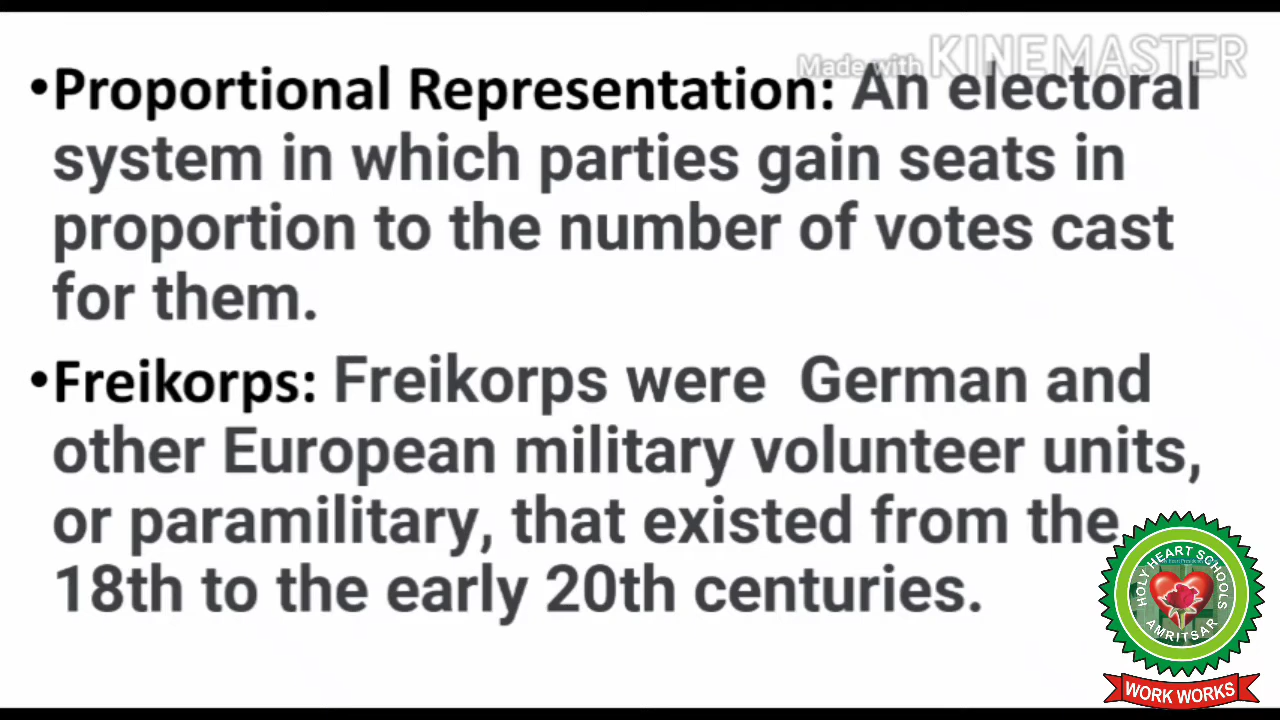 Made with KINEMASTER
•Proportional Representation: An electoral
system in which parties gain seats in
proportion to the number of votes cast
for them.
•Freikorps: Freikorps were German and
other European military volunteer units,
or paramilitary, that existed from the
18th to the early 20th centuries.
HOLY HEART SCHOOLS
AMRITSAR
WORK WORKS